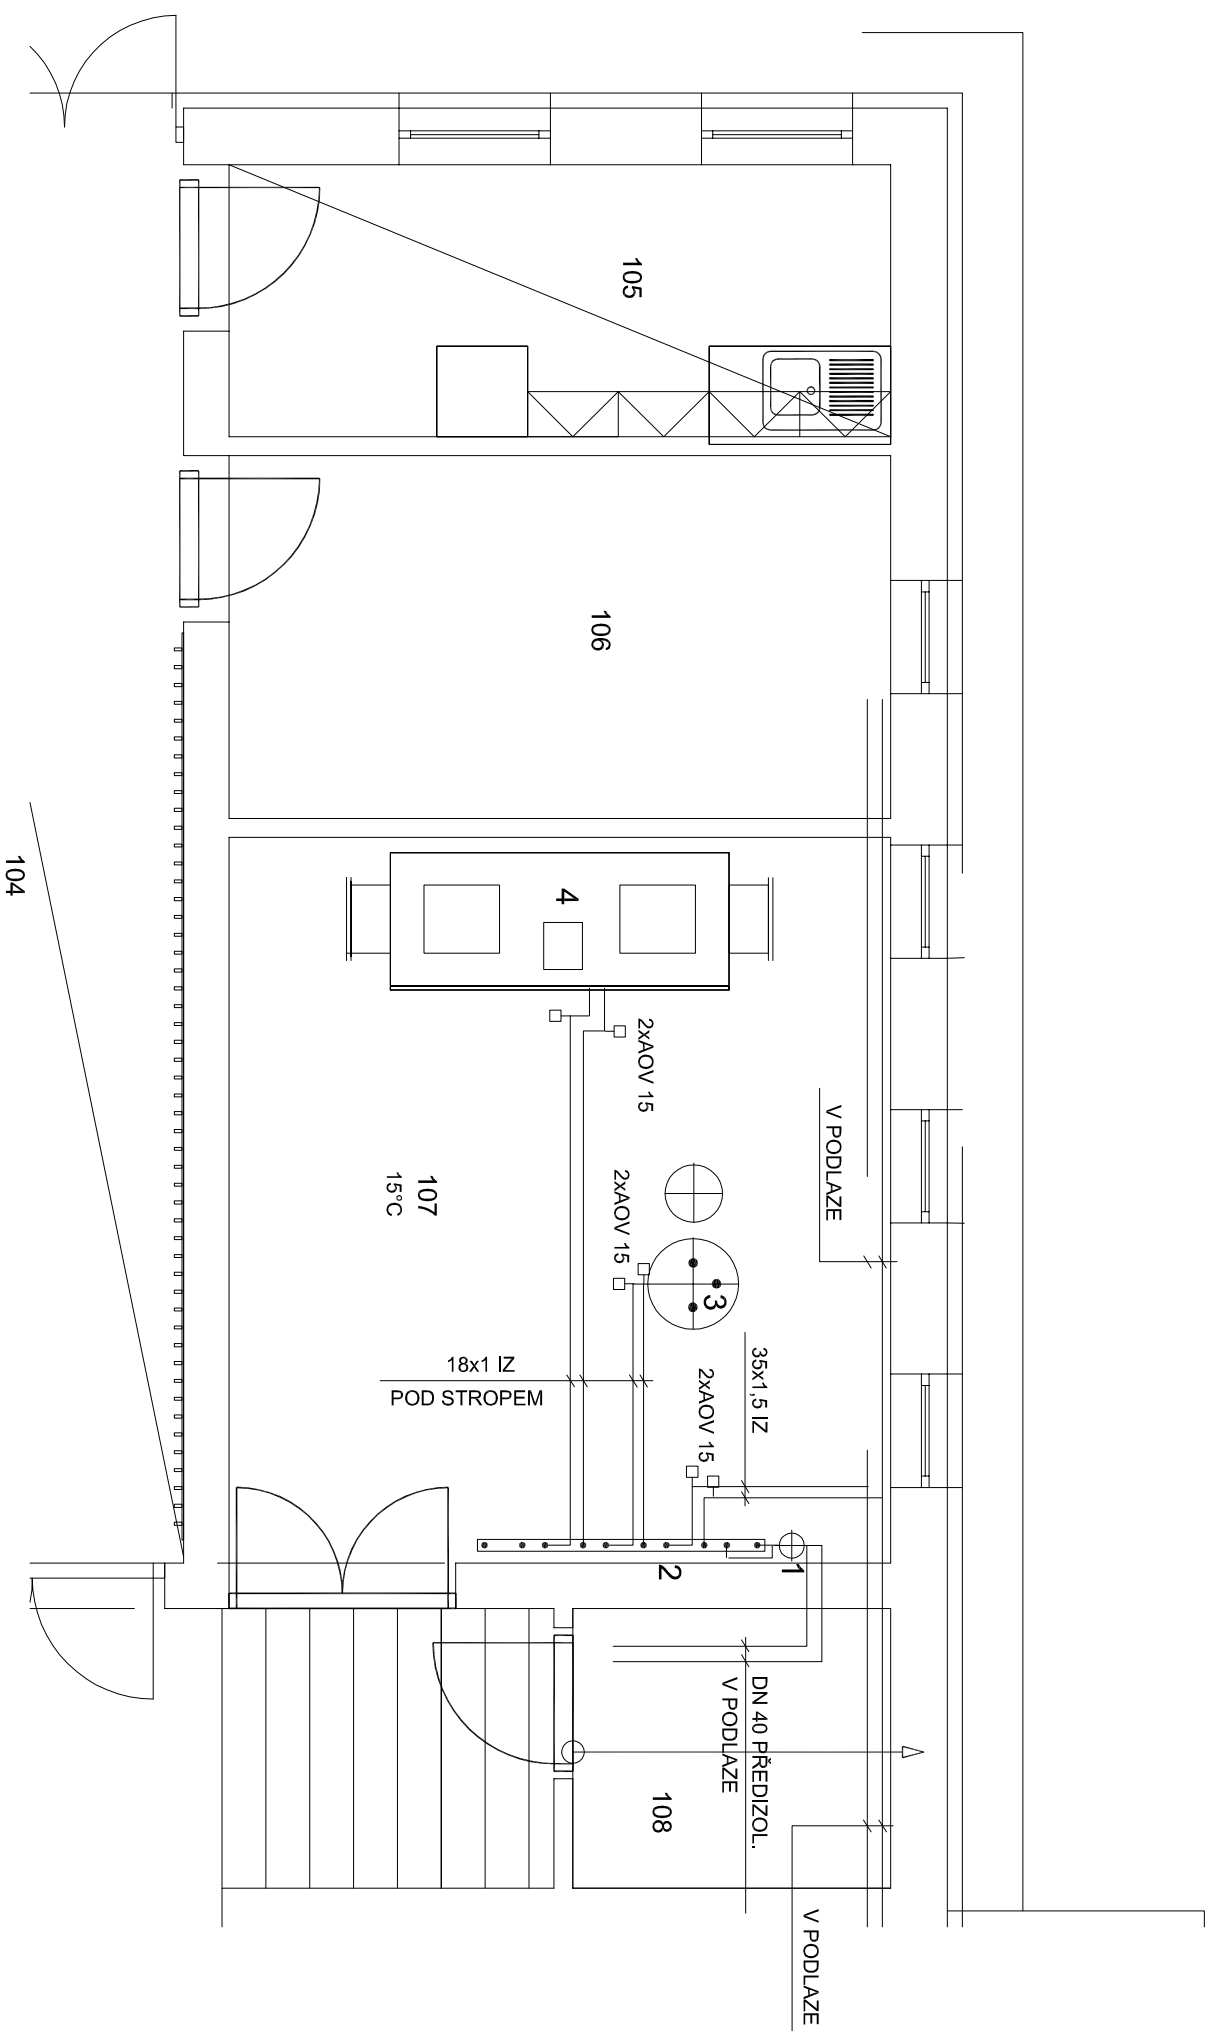 105
106
104
4
2xAOV 15
V PODLAZE
107
15°C
2xAOV 15
3
18x1 IZ
POD STROPEM
35x1,5 IZ
2xAOV 15
2
1
DN 40 PŘEDIZOL.
V PODLAZE
108
V PODLAZE